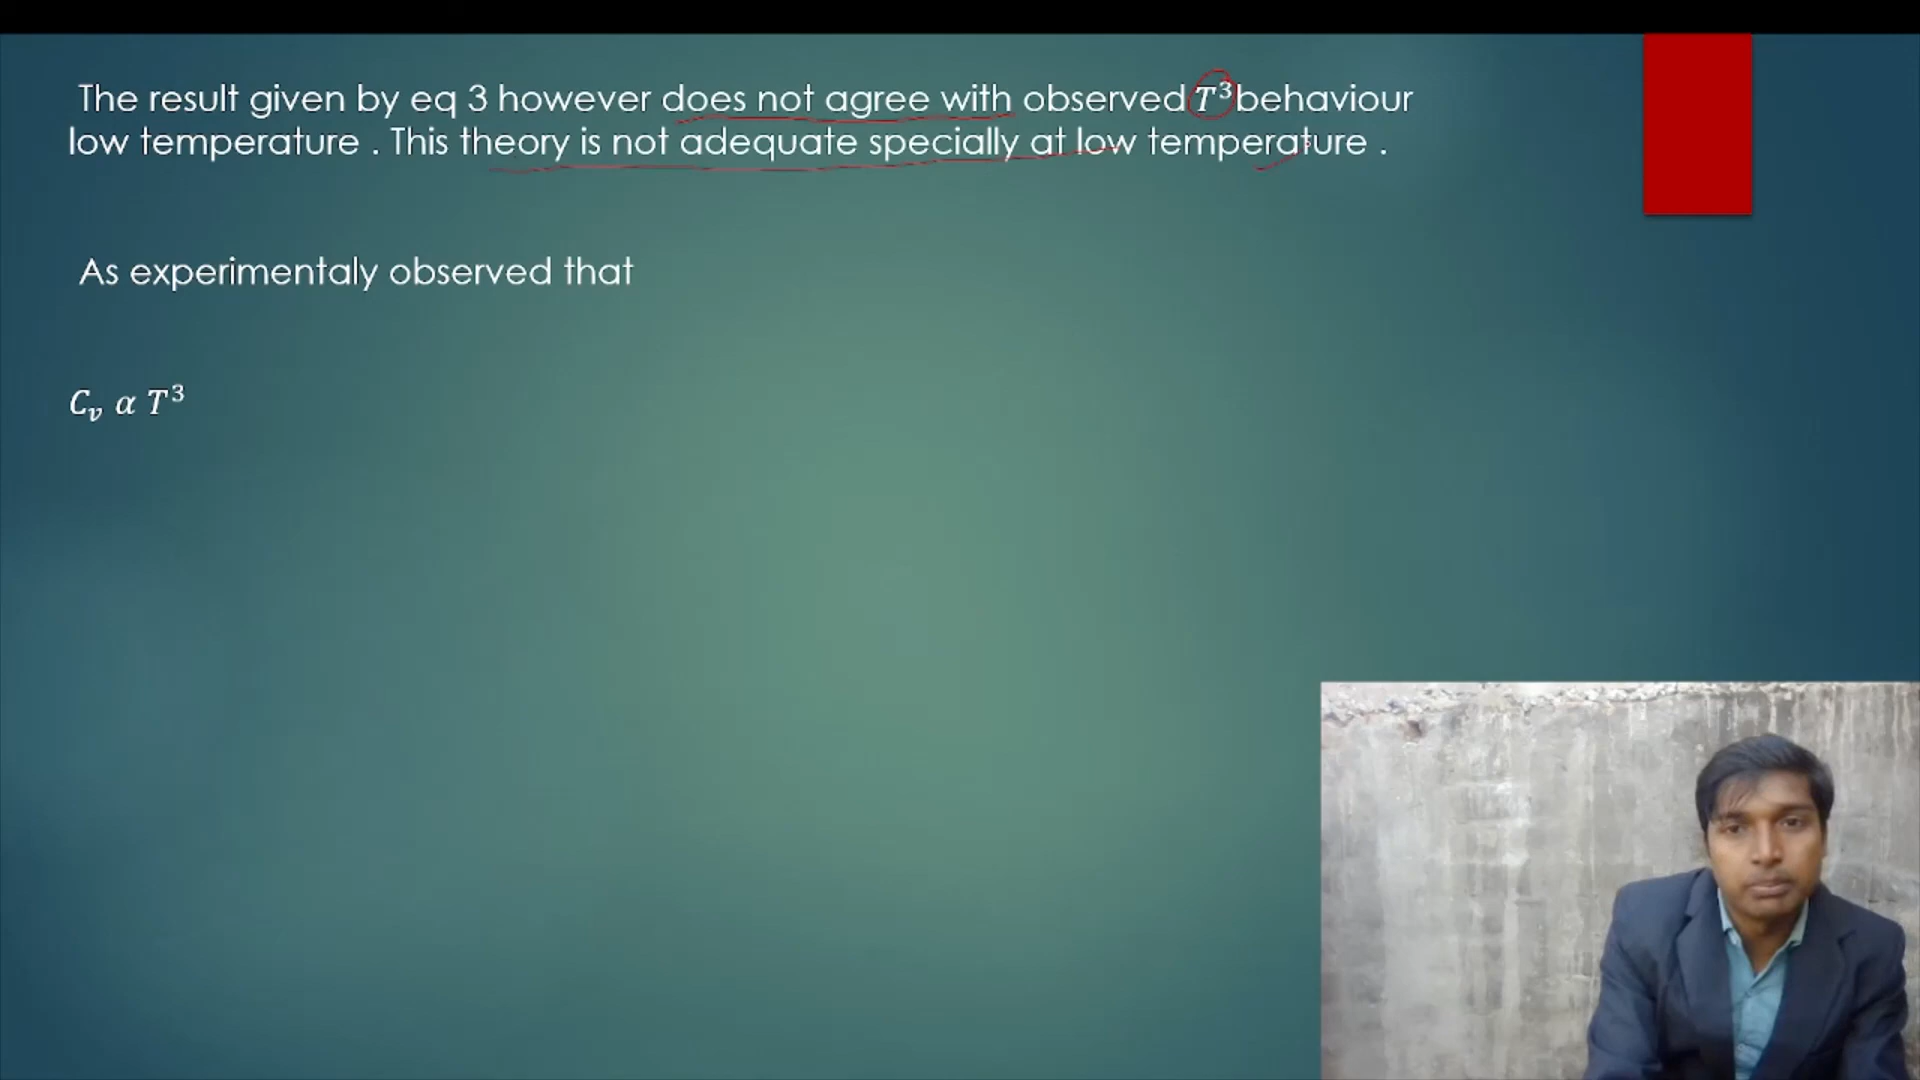 The result given by eq 3 however does not agree with observed T³ behaviour
low temperature . This theory is not adequate specially at low temperature .
As experimentaly observed that
Cᵥ α T³